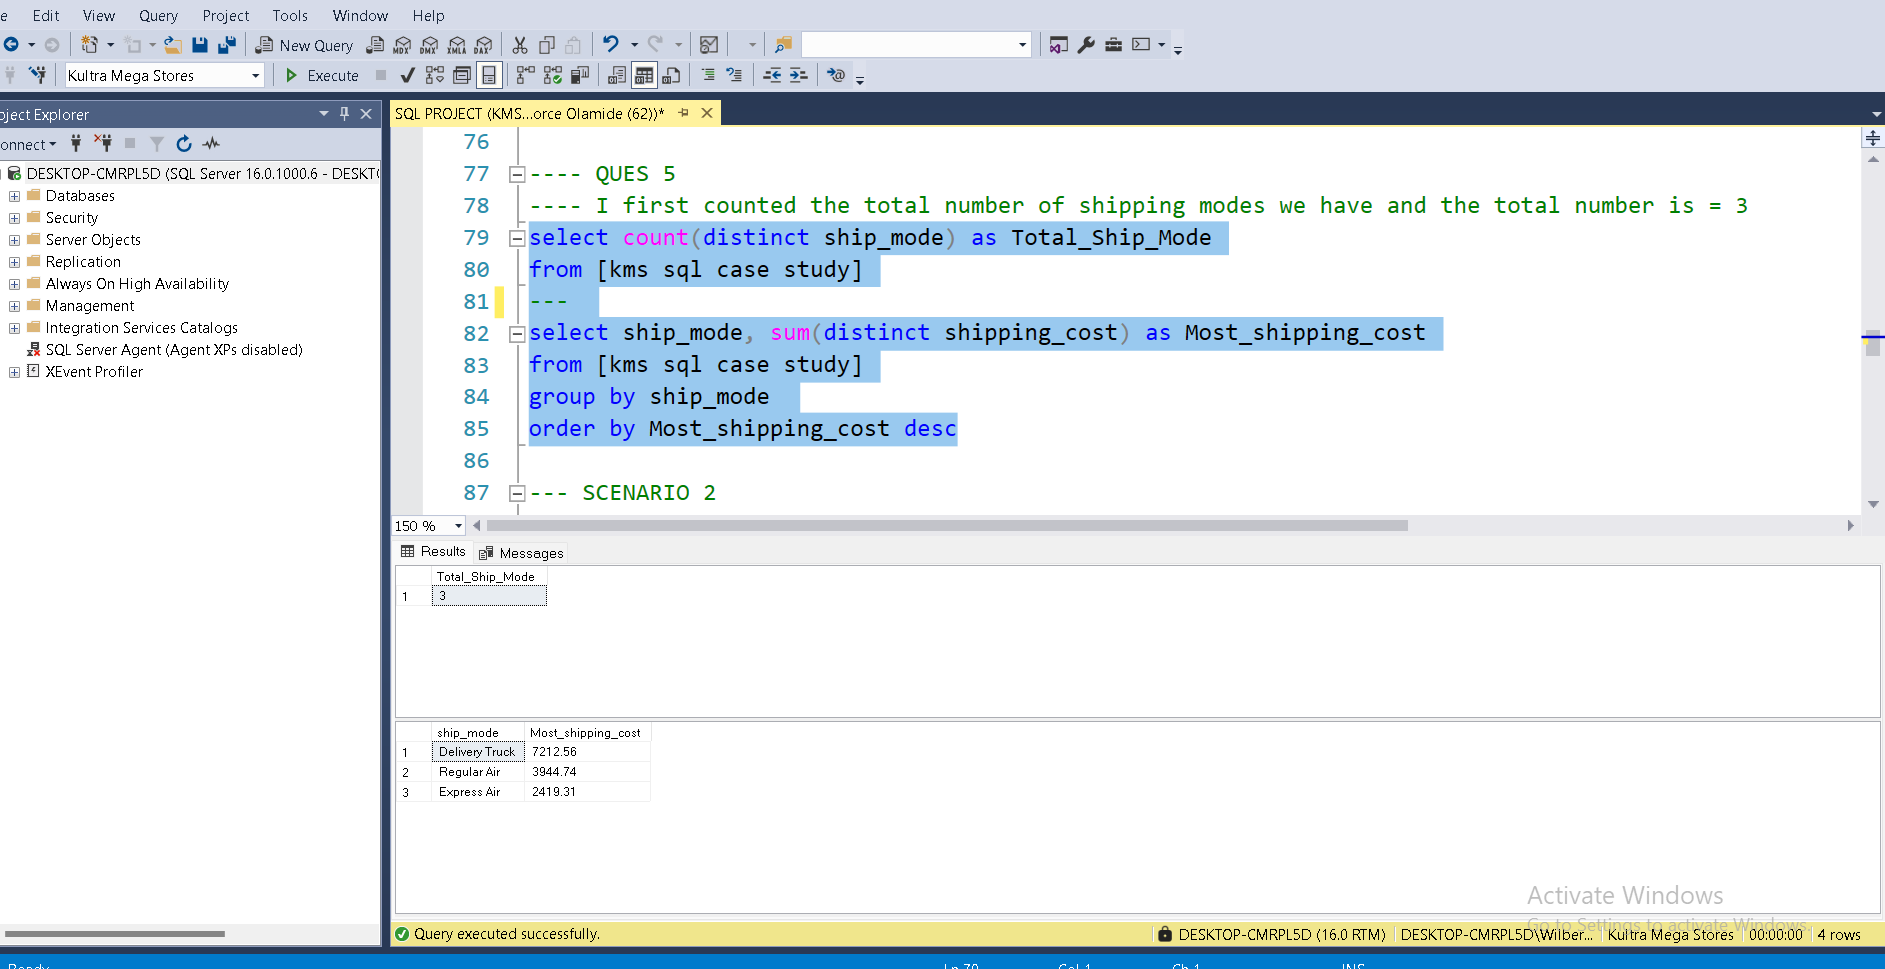 e Edit View Query Project Tools Window Help
New Query MDX DMX XMLA DAX
Kultra Mega Stores Execute
ject Explorer
onnect
DESKTOP-CMRPL5D (SQL Server 16.0.1000.6 - DESKT
Databases
Security
Server Objects
Replication
Always On High Availability
Management
Integration Services Catalogs
SQL Server Agent (Agent XPs disabled)
XEvent Profiler
SQL PROJECT (KMS...orce Olamide (62))*
76
77 ---- QUES 5
78 ---- I first counted the total number of shipping modes we have and the total number is = 3
79 select count(distinct ship_mode) as Total_Ship_Mode
80 from [kms sql case study]
81 ---
82 select ship_mode, sum(distinct shipping_cost) as Most_shipping_cost
83 from [kms sql case study]
84 group by ship_mode
85 order by Most_shipping_cost desc
86
87 --- SCENARIO 2
150 %
Results Messages
Total_Ship_Mode
1 3
ship_mode Most_shipping_cost
1 Delivery Truck 7212.56
2 Regular Air 3944.74
3 Express Air 2419.31
Activate Windows
Go to Settings to activate Windows.
Query executed successfully. DESKTOP-CMRPL5D (16.0 RTM) DESKTOP-CMRPL5D\Wilber... Kultra Mega Stores 00:00:00 4 rows
Ready Ln 79 Col 1 Ch 1 INS